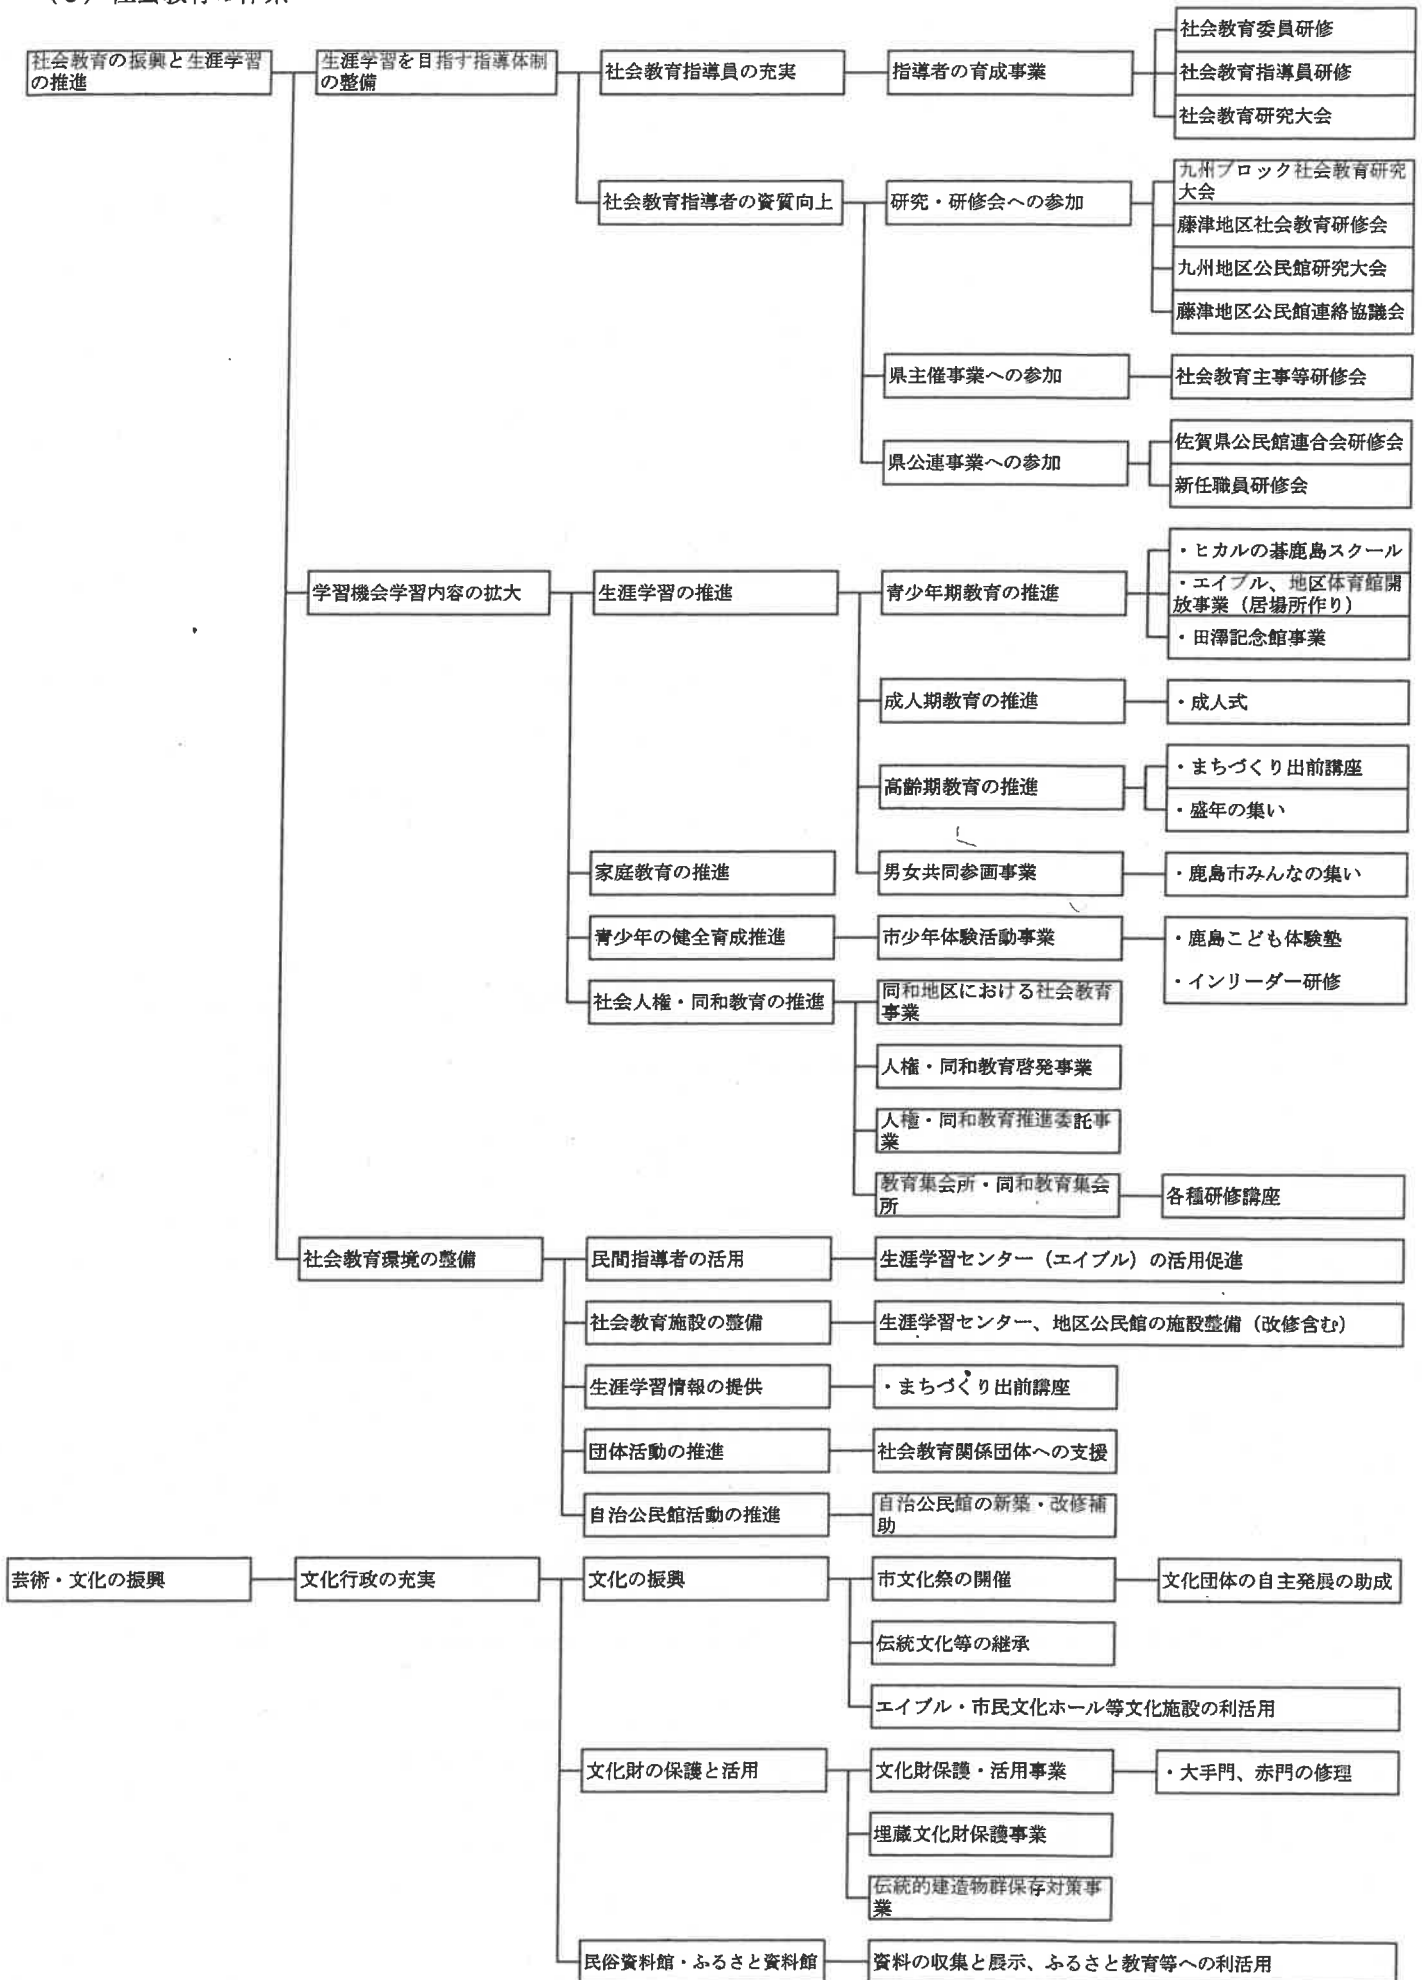 社会教育の振興と生涯学習
の推進
生涯学習を目指す指導体制
の整備
社会教育指導員の充実
指導者の育成事業
社会教育委員研修
社会教育指導員研修
社会教育研究大会
社会教育指導者の資質向上
研究・研修会への参加
九州ブロック社会教育研究
大会
藤津地区社会教育研修会
九州地区公民館研究大会
藤津地区公民館連絡協議会
県主催事業への参加
社会教育主事等研修会
県公連事業への参加
佐賀県公民館連合会研修会
新任職員研修会
学習機会学習内容の拡大
生涯学習の推進
青少年期教育の推進
・ヒカルの碁鹿島スクール
・エイブル、地区体育館開
放事業（居場所作り）
・田澤記念館事業
成人期教育の推進
・成人式
高齢期教育の推進
・まちづくり出前講座
・盛年の集い
男女共同参画事業
・鹿島市みんなの集い
家庭教育の推進
青少年の健全育成推進
市少年体験活動事業
・鹿島こども体験塾
・インリーダー研修
社会人権・同和教育の推進
同和地区における社会教育
事業
人権・同和教育啓発事業
人権・同和教育推進委託事
業
教育集会所・同和教育集会
所
各種研修講座
社会教育環境の整備
民間指導者の活用
生涯学習センター（エイブル）の活用促進
社会教育施設の整備
生涯学習センター、地区公民館の施設整備（改修含む）
生涯学習情報の提供
・まちづくり出前講座
団体活動の推進
社会教育関係団体への支援
自治公民館活動の推進
自治公民館の新築・改修補
助
芸術・文化の振興
文化行政の充実
文化の振興
市文化祭の開催
文化団体の自主発展の助成
伝統文化等の継承
エイブル・市民文化ホール等文化施設の利活用
文化財の保護と活用
文化財保護・活用事業
・大手門、赤門の修理
埋蔵文化財保護事業
伝統的建造物群保存対策事
業
民俗資料館・ふるさと資料館
資料の収集と展示、ふるさと教育等への利活用